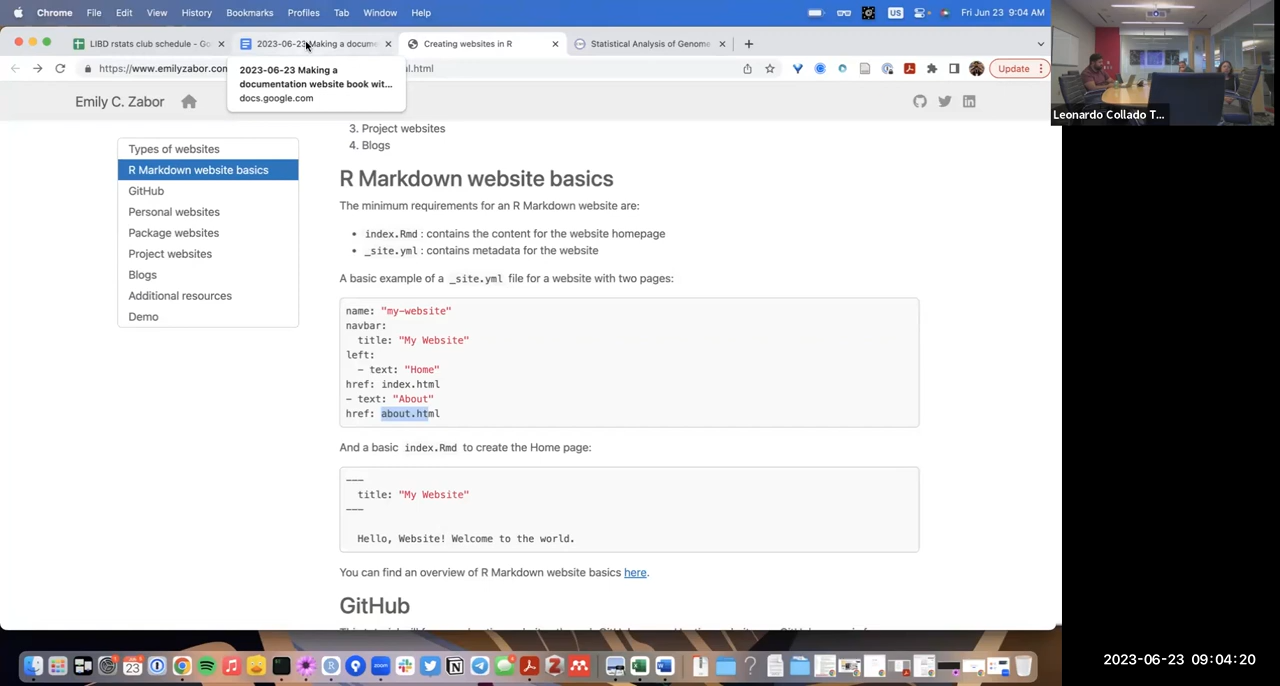 Chrome File Edit View History Bookmarks Profiles Tab Window Help US Fri Jun 23 9:04 AM
LIBD rstats club schedule - Go
2023-06-23 Making a docume
Creating websites in R
Statistical Analysis of Genome
https://www.emilyzabor.com
al.html
Update
2023-06-23 Making a
documentation website book wit...
docs.google.com
Emily C. Zabor
Leonardo Collado T...
Types of websites
R Markdown website basics
GitHub
Personal websites
Package websites
Project websites
Blogs
Additional resources
Demo
3. Project websites
4. Blogs
R Markdown website basics
The minimum requirements for an R Markdown website are:
• index.Rmd : contains the content for the website homepage
• _site.yml : contains metadata for the website
A basic example of a _site.yml file for a website with two pages:
name: "my-website"
navbar:
title: "My Website"
left:
- text: "Home"
href: index.html
- text: "About"
href: about.html
And a basic index.Rmd to create the Home page:
---
title: "My Website"
---
Hello, Website! Welcome to the world.
You can find an overview of R Markdown website basics here.
GitHub
JUN
23
zoom
2023-06-23 09:04:20